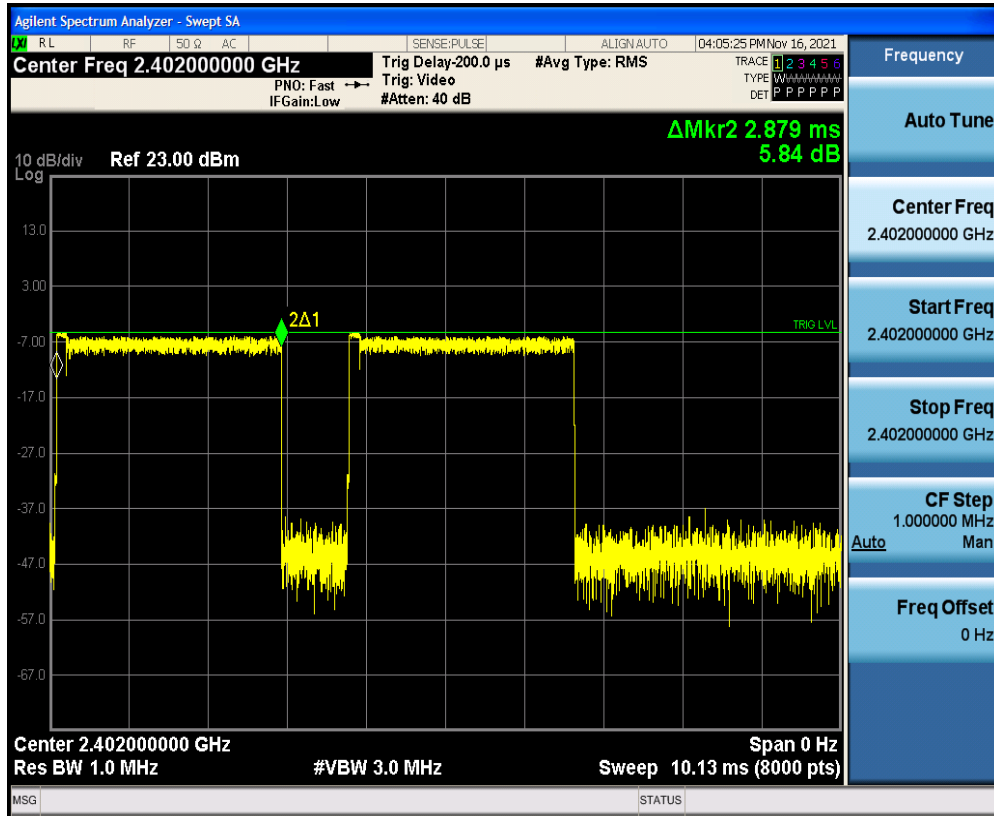 Agilent Spectrum Analyzer - Swept SA
LXI RL RF 50 Ω AC SENSE:PULSE ALIGN AUTO 04:05:25 PM Nov 16, 2021
Center Freq 2.402000000 GHz
PNO: Fast
IFGain:Low
Trig Delay-200.0 µs
Trig: Video
#Atten: 40 dB
#Avg Type: RMS
TRACE 1 2 3 4 5 6
TYPE W
DET P P P P P P
ΔMkr2 2.879 ms
5.84 dB
10 dB/div Ref 23.00 dBm
Log
13.0
3.00
-7.00
-17.0
-27.0
-37.0
-47.0
-57.0
-67.0
2Δ1
TRIG LVL
Center 2.402000000 GHz Span 0 Hz
Res BW 1.0 MHz #VBW 3.0 MHz Sweep 10.13 ms (8000 pts)
MSG STATUS
Frequency
Auto Tune
Center Freq
2.402000000 GHz
Start Freq
2.402000000 GHz
Stop Freq
2.402000000 GHz
CF Step
1.000000 MHz
Auto Man
Freq Offset
0 Hz